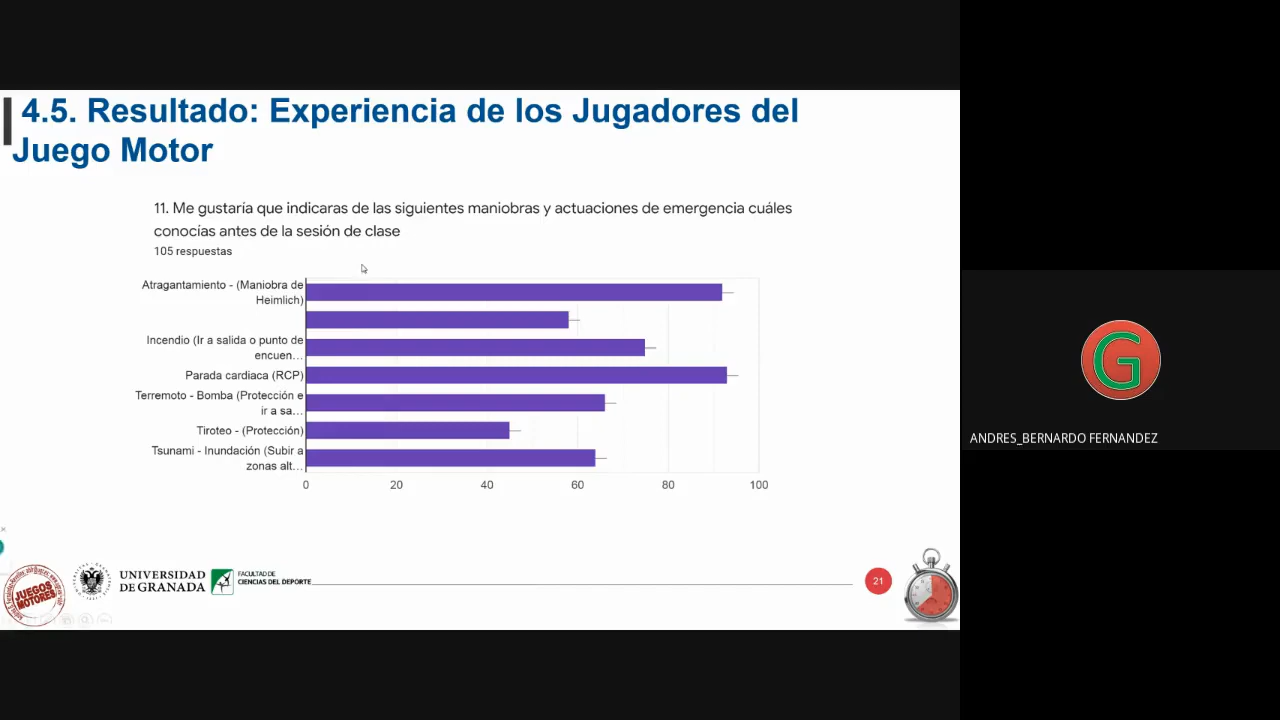 4.5. Resultado: Experiencia de los Jugadores del
Juego Motor
11. Me gustaría que indicaras de las siguientes maniobras y actuaciones de emergencia cuáles
conocías antes de la sesión de clase
105 respuestas
Atragantamiento - (Maniobra de
Heimlich)
Incendio (Ir a salida o punto de
encuen...
Parada cardiaca (RCP)
Terremoto - Bomba (Protección e
ir a sa...
Tiroteo - (Protección)
Tsunami - Inundación (Subir a
zonas alt...
0 20 40 60 80 100
JUEGOS
MOTORES
UNIVERSIDAD
DE GRANADA
FACULTAD DE
CIENCIAS DEL DEPORTE
21
G
ANDRES_BERNARDO FERNANDEZ